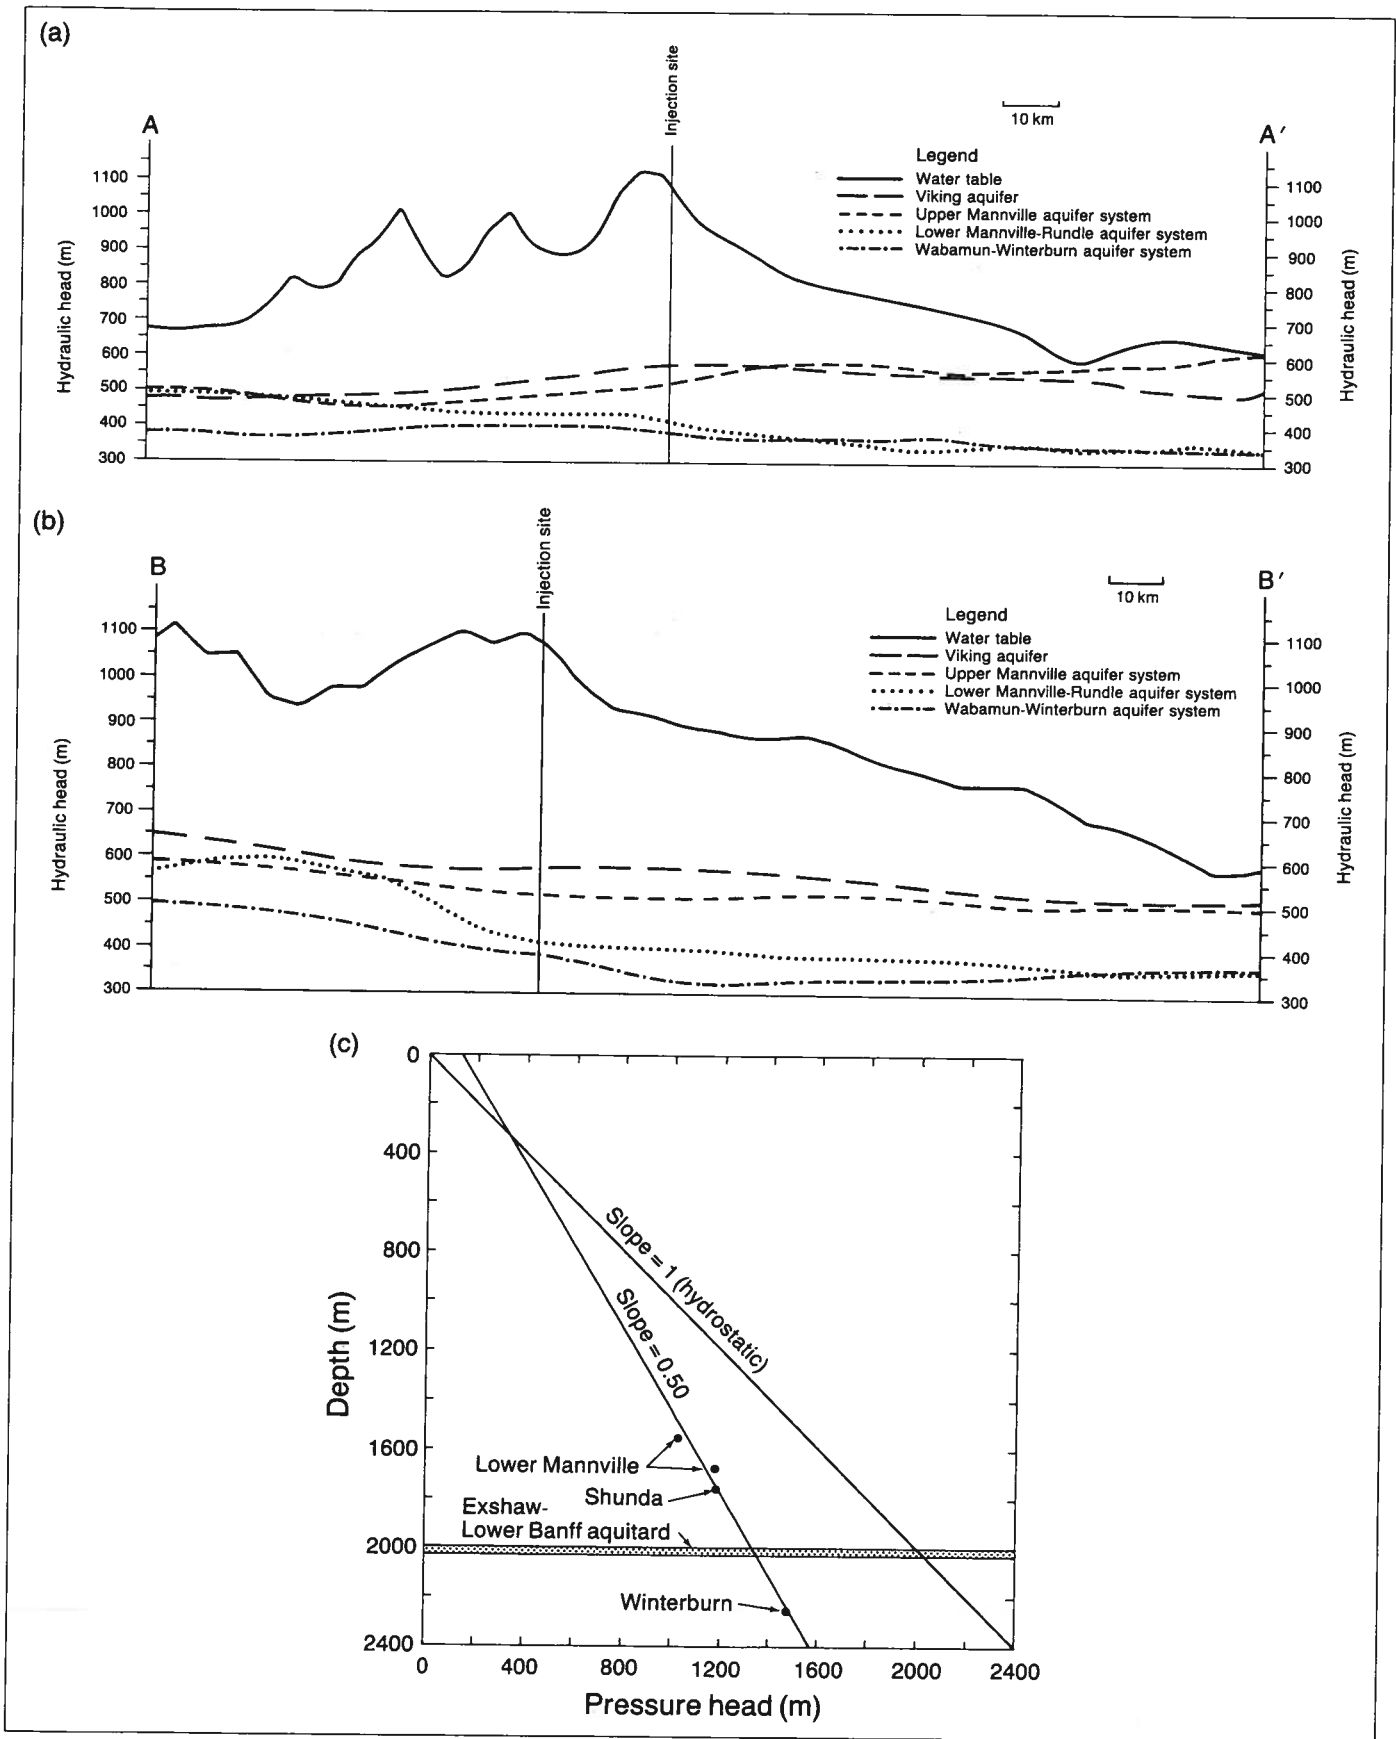 (a)
A
Injection site
10 km
A′
Legend
Water table
Viking aquifer
Upper Mannville aquifer system
Lower Mannville-Rundle aquifer system
Wabamun-Winterburn aquifer system
Hydraulic head (m)
1100
1000
900
800
700
600
500
400
300
1100
1000
900
800
700
600
500
400
300
Hydraulic head (m)
(b)
B
Injection site
10 km
B′
Legend
Water table
Viking aquifer
Upper Mannville aquifer system
Lower Mannville-Rundle aquifer system
Wabamun-Winterburn aquifer system
Hydraulic head (m)
1100
1000
900
800
700
600
500
400
300
1100
1000
900
800
700
600
500
400
300
Hydraulic head (m)
(c)
Depth (m)
0
400
800
1200
1600
2000
2400
Slope = 1 (hydrostatic)
Slope = 0.50
Lower Mannville
Shunda
Exshaw-
Lower Banff aquitard
Winterburn
0 400 800 1200 1600 2000 2400
Pressure head (m)